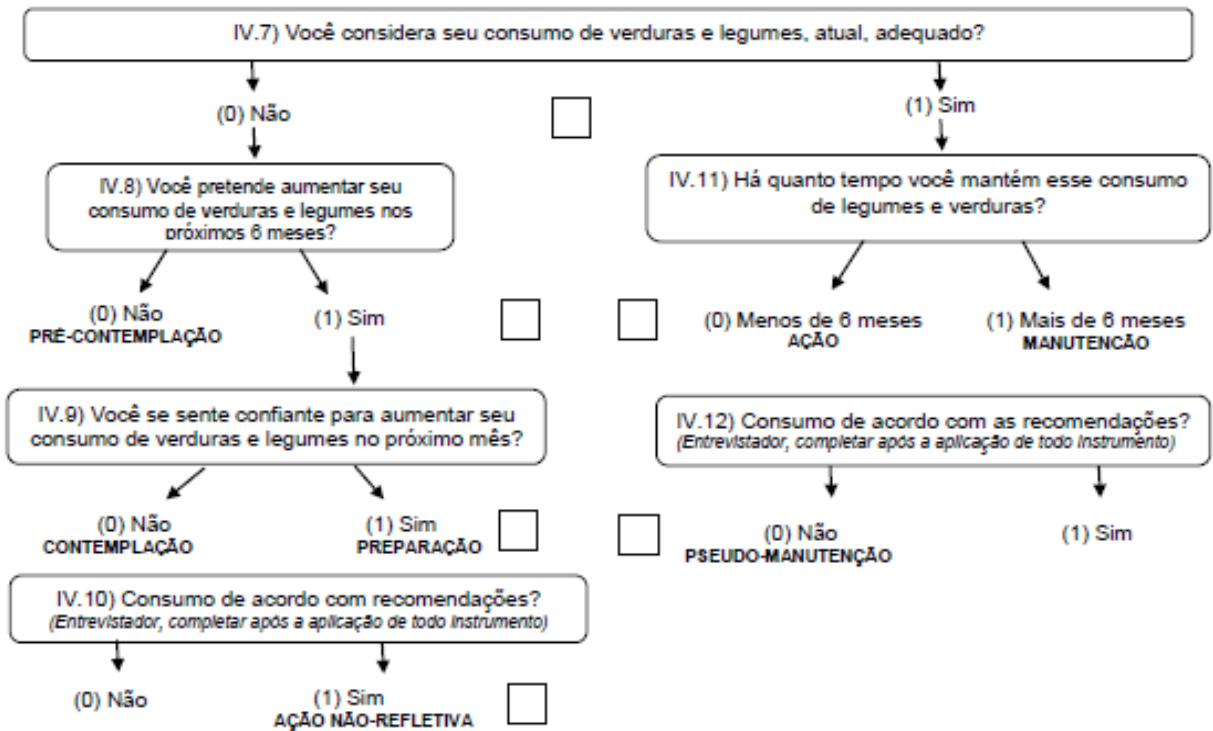 IV.7) Você considera seu consumo de verduras e legumes, atual, adequado?
(0) Não
(1) Sim
IV.8) Você pretende aumentar seu
consumo de verduras e legumes nos
próximos 6 meses?
IV.11) Há quanto tempo você mantém esse consumo
de legumes e verduras?
(0) Não
PRÉ-CONTEMPLAÇÃO
(1) Sim
(0) Menos de 6 meses
AÇÃO
(1) Mais de 6 meses
MANUTENCÃO
IV.9) Você se sente confiante para aumentar seu
consumo de verduras e legumes no próximo mês?
IV.12) Consumo de acordo com as recomendações?
(Entrevistador, completar após a aplicação de todo instrumento)
(0) Não
CONTEMPLAÇÃO
(1) Sim
PREPARAÇÃO
(0) Não
PSEUDO-MANUTENÇÃO
(1) Sim
IV.10) Consumo de acordo com recomendações?
(Entrevistador, completar após a aplicação de todo instrumento)
(0) Não
(1) Sim
AÇÃO NÃO-REFLETIVA